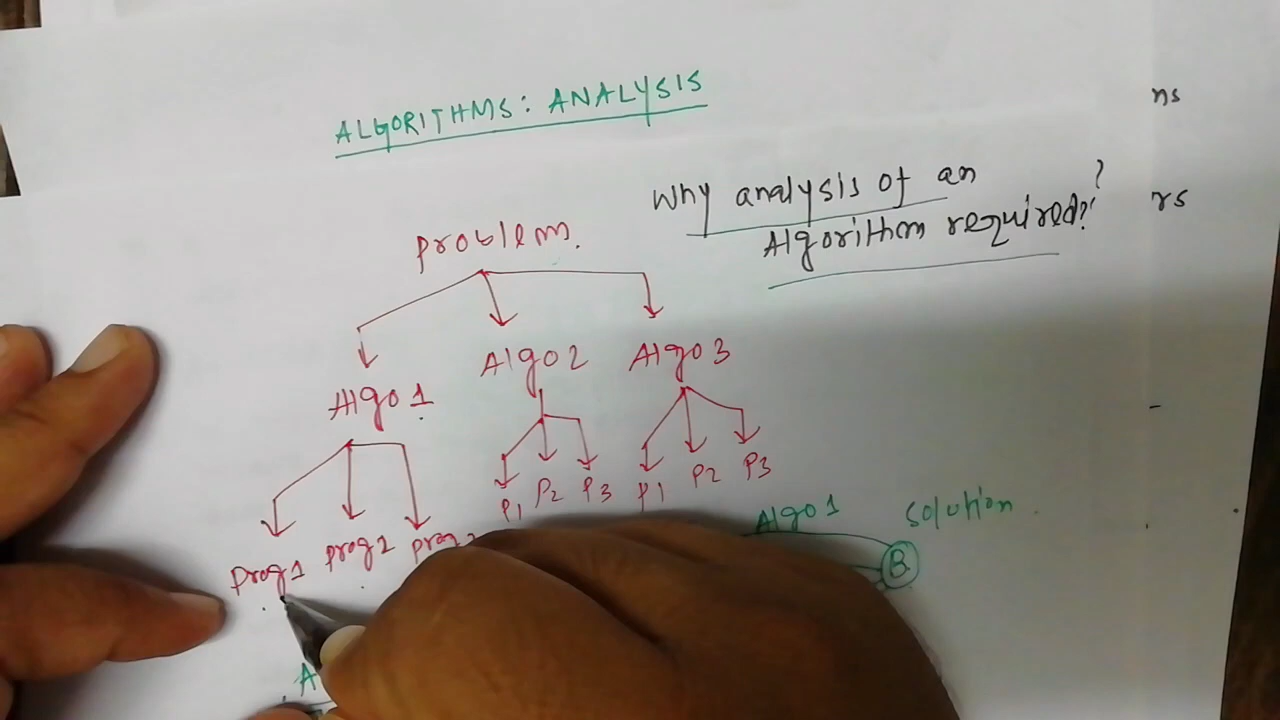 ALGORITHMS: ANALYSIS
ns
Why analysis of an
Algorithm required?
?
rs
Problem.
Algo 1
Algo 2
Algo 3
P1 P2 P3
P1 P2 P3
Prog 1 Prog 2
Algo 1
Solution.
B
A